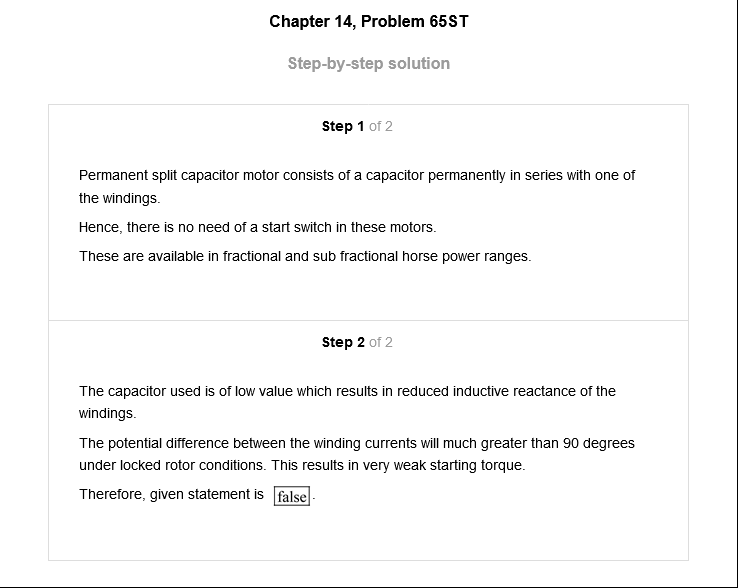 Chapter 14, Problem 65ST
Step-by-step solution
Step 1 of 2
Permanent split capacitor motor consists of a capacitor permanently in series with one of
the windings.
Hence, there is no need of a start switch in these motors.
These are available in fractional and sub fractional horse power ranges.
Step 2 of 2
The capacitor used is of low value which results in reduced inductive reactance of the
windings.
The potential difference between the winding currents will much greater than 90 degrees
under locked rotor conditions. This results in very weak starting torque.
Therefore, given statement is false.